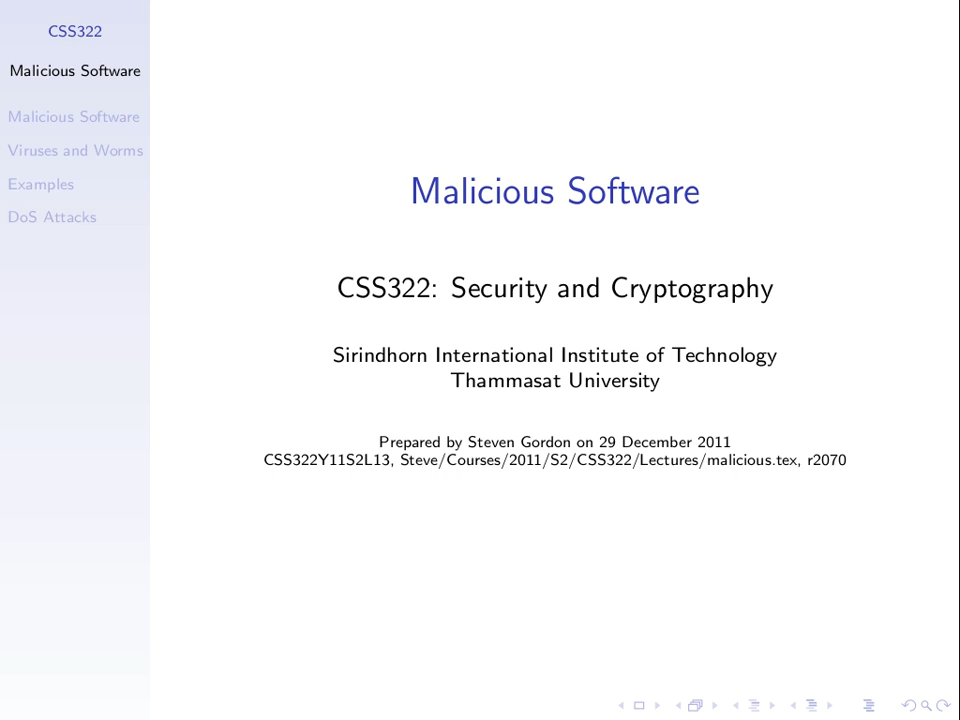 CSS322
Malicious Software
Malicious Software
Viruses and Worms
Examples
DoS Attacks
Malicious Software
CSS322: Security and Cryptography
Sirindhorn International Institute of Technology
Thammasat University
Prepared by Steven Gordon on 29 December 2011
CSS322Y11S2L13, Steve/Courses/2011/S2/CSS322/Lectures/malicious.tex, r2070